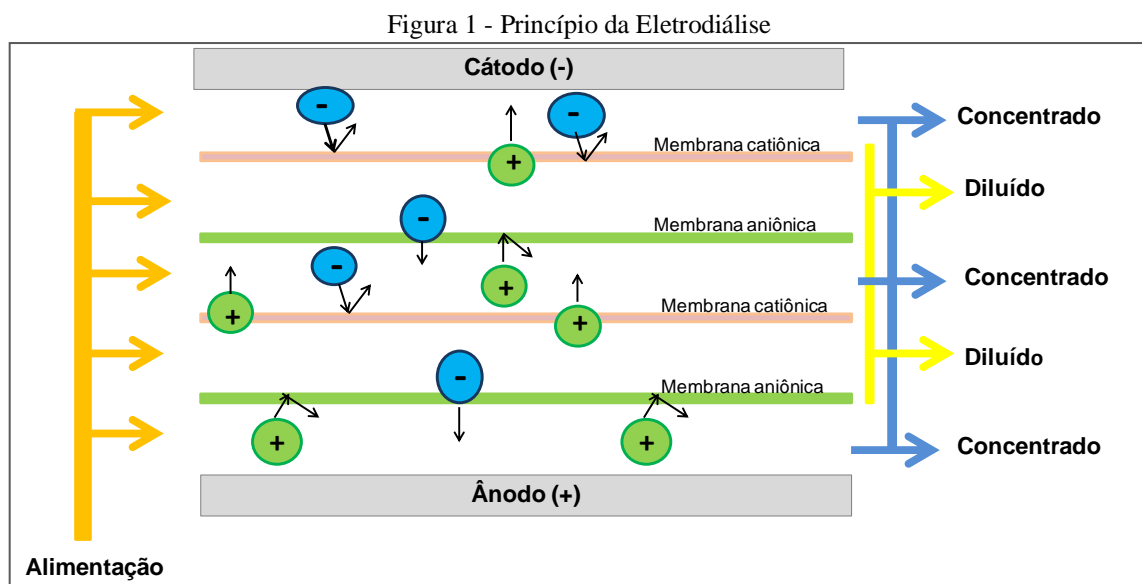 Figura 1 - Princípio da Eletrodiálise
Cátodo (-)
-
-
+
Membrana catiônica
Concentrado
Diluído
-
Membrana aniônica
-
+
+
+
Membrana catiônica
Concentrado
Diluído
-
Membrana aniônica
+
+
Concentrado
Ânodo (+)
Alimentação